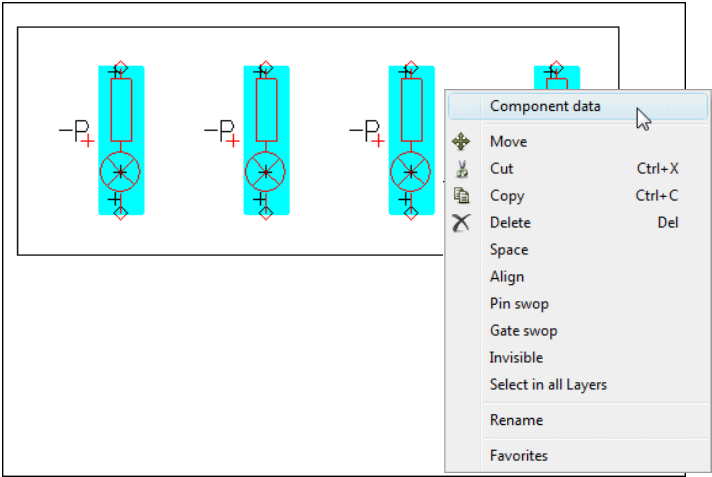 -P
-P
-P
Component data
Move
Cut Ctrl+X
Copy Ctrl+C
Delete Del
Space
Align
Pin swop
Gate swop
Invisible
Select in all Layers
Rename
Favorites